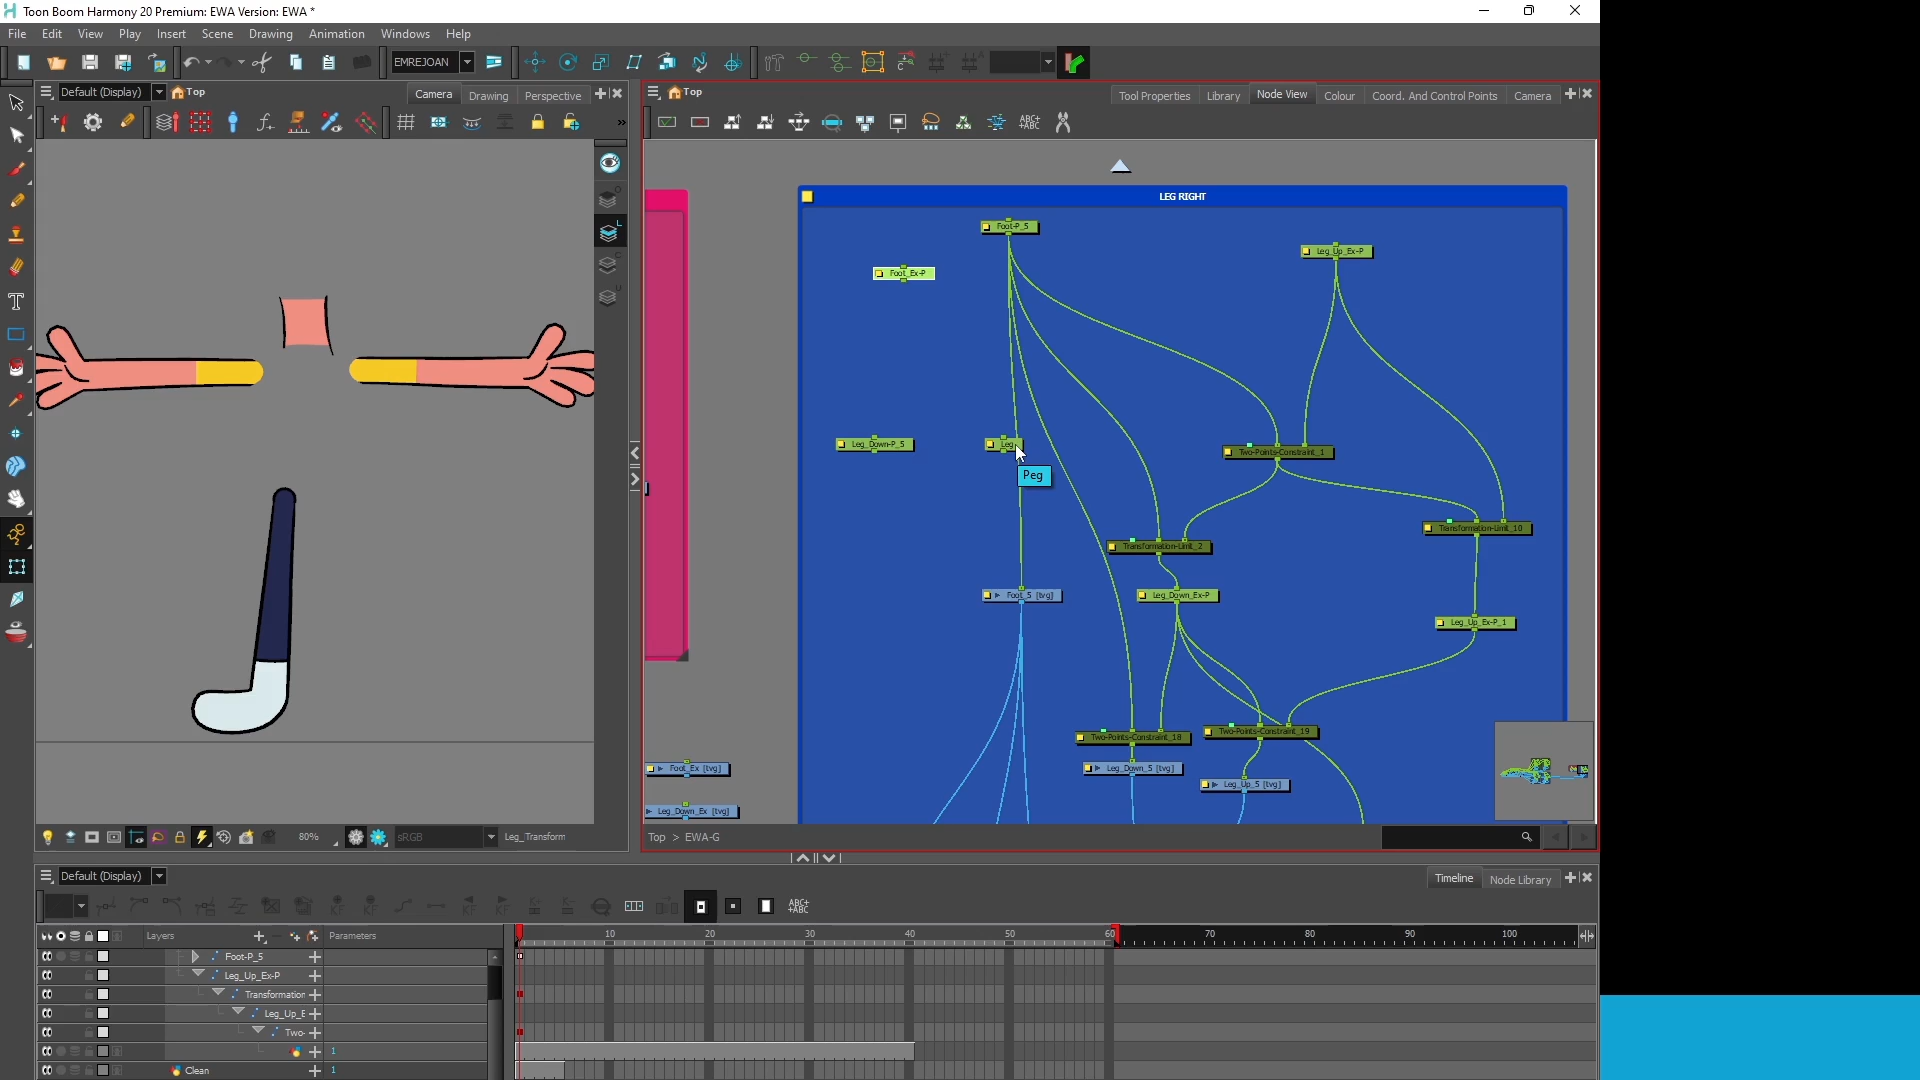 Toon Boom Harmony 20 Premium: EWA Version: EWA *
File Edit View Play Insert Scene Drawing Animation Windows Help
EMREJOAN
Default (Display) Top Camera Drawing Perspective
Top Tool Properties Library Node View Colour Coord. And Control Points Camera
LEG RIGHT
Foot-P_5
Leg_Up_Ex-P
Foot_Ex-P
Leg_Down-P_5
Leg
Two-Points-Constraint_1
Peg
Transformation-Limit_10
Transformation-Limit_2
Foot_5 [tvg]
Leg_Down_Ex-P
Leg_Up_Ex-P_1
Two-Points-Constraint_18
Two-Points-Constraint_19
Foot_Ex [tvg]
Leg_Down_5 [tvg]
Leg_Up_5 [tvg]
Leg_Down_Ex [tvg]
80% sRGB Leg_Transform
Top > EWA-G
Default (Display) Timeline Node Library
Layers Parameters 10 20 30 40 50 60 70 80 90 100
Foot-P_5
Leg_Up_Ex-P
Transformation
Leg_Up_E
Two-
1
Clean 1